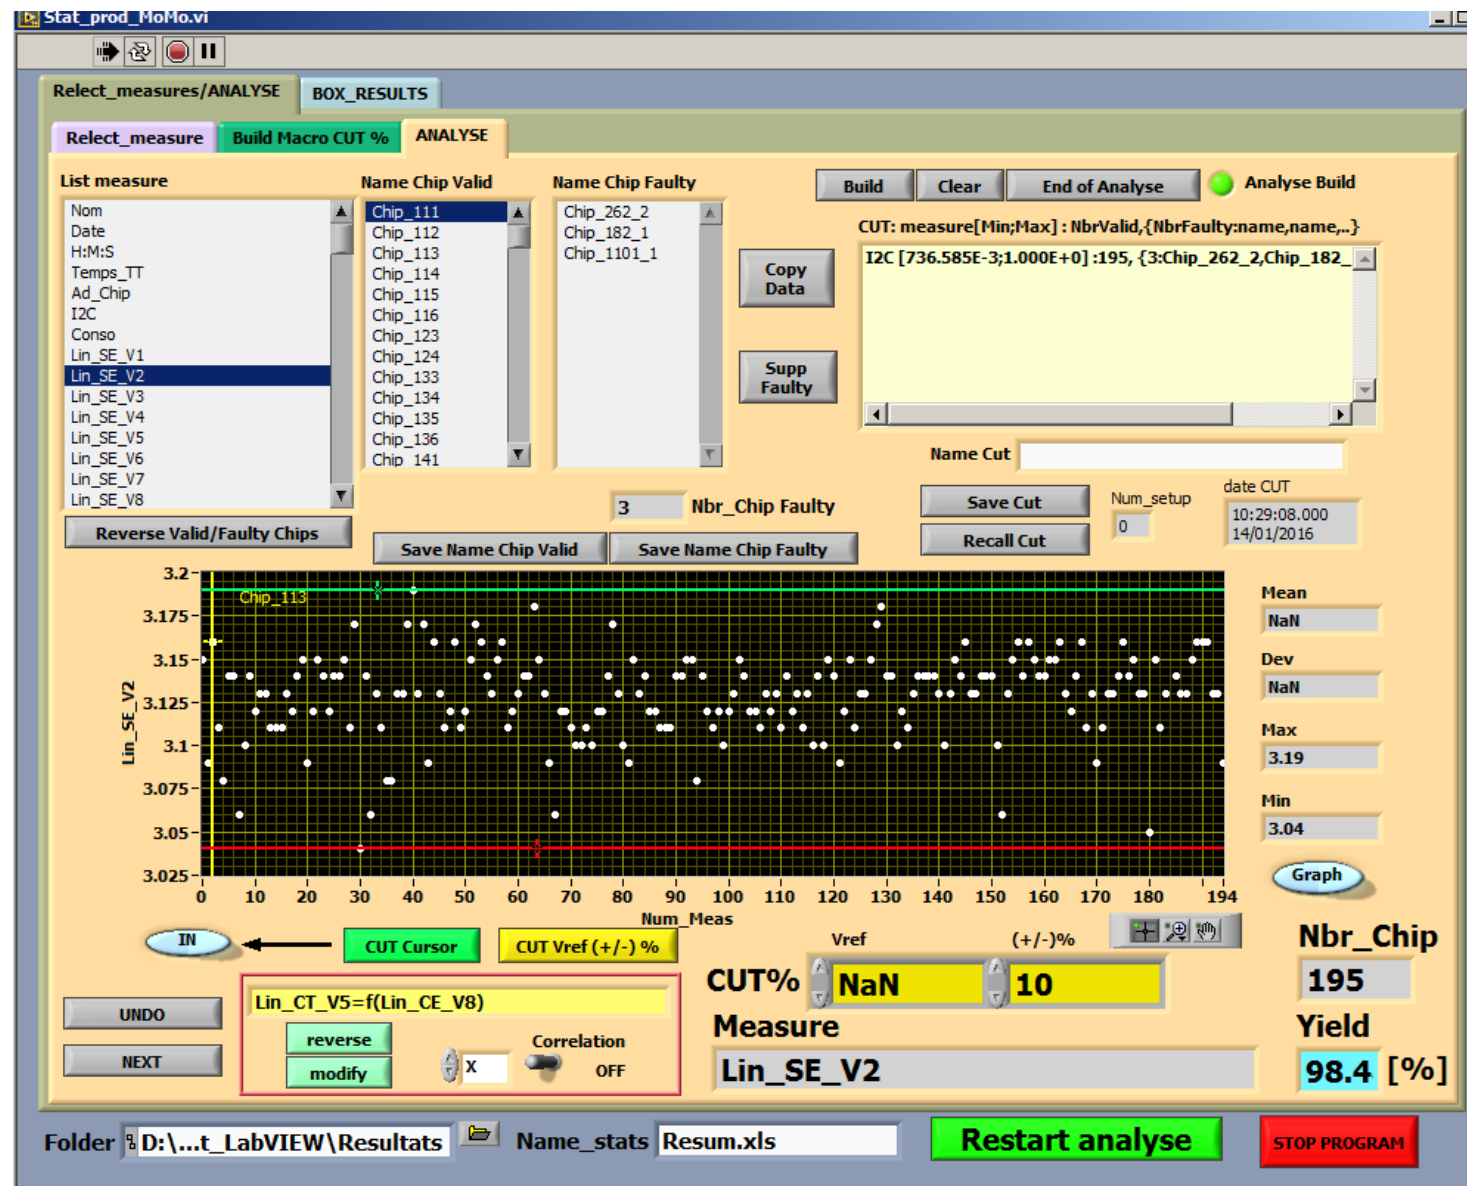 Stat_prod_MoMo.vi
Relect_measures/ANALYSE
BOX_RESULTS
Relect_measure
Build Macro CUT %
ANALYSE
List measure
Nom
Date
H:M:S
Temps_TT
Ad_Chip
I2C
Conso
Lin_SE_V1
Lin_SE_V2
Lin_SE_V3
Lin_SE_V4
Lin_SE_V5
Lin_SE_V6
Lin_SE_V7
Lin_SE_V8
Reverse Valid/Faulty Chips
Name Chip Valid
Chip_111
Chip_112
Chip_113
Chip_114
Chip_115
Chip_116
Chip_123
Chip_124
Chip_133
Chip_134
Chip_135
Chip_136
Chip_141
Name Chip Faulty
Chip_262_2
Chip_182_1
Chip_1101_1
3
Nbr_Chip Faulty
Save Name Chip Valid
Save Name Chip Faulty
Copy
Data
Supp
Faulty
Build
Clear
End of Analyse
Analyse Build
CUT: measure[Min;Max] : NbrValid,{NbrFaulty:name,name,..}
I2C [736.585E-3;1.000E+0] :195, {3:Chip_262_2,Chip_182_
Name Cut
Save Cut
Recall Cut
Num_setup
0
date CUT
10:29:08.000
14/01/2016
Lin_SE_V2
3.2
3.175
3.15
3.125
3.1
3.075
3.05
3.025
Chip_113
0 10 20 30 40 50 60 70 80 90 100 110 120 130 140 150 160 170 180 194
Num_Meas
Mean
NaN
Dev
NaN
Max
3.19
Min
3.04
Graph
IN
CUT Cursor
CUT Vref (+/-) %
Vref
(+/-)%
CUT%
NaN
10
Nbr_Chip
195
Yield
98.4 [%]
Measure
Lin_SE_V2
UNDO
NEXT
Lin_CT_V5=f(Lin_CE_V8)
reverse
modify
X
Correlation
OFF
Folder
D:\...t_LabVIEW\Resultats
Name_stats
Resum.xls
Restart analyse
STOP PROGRAM